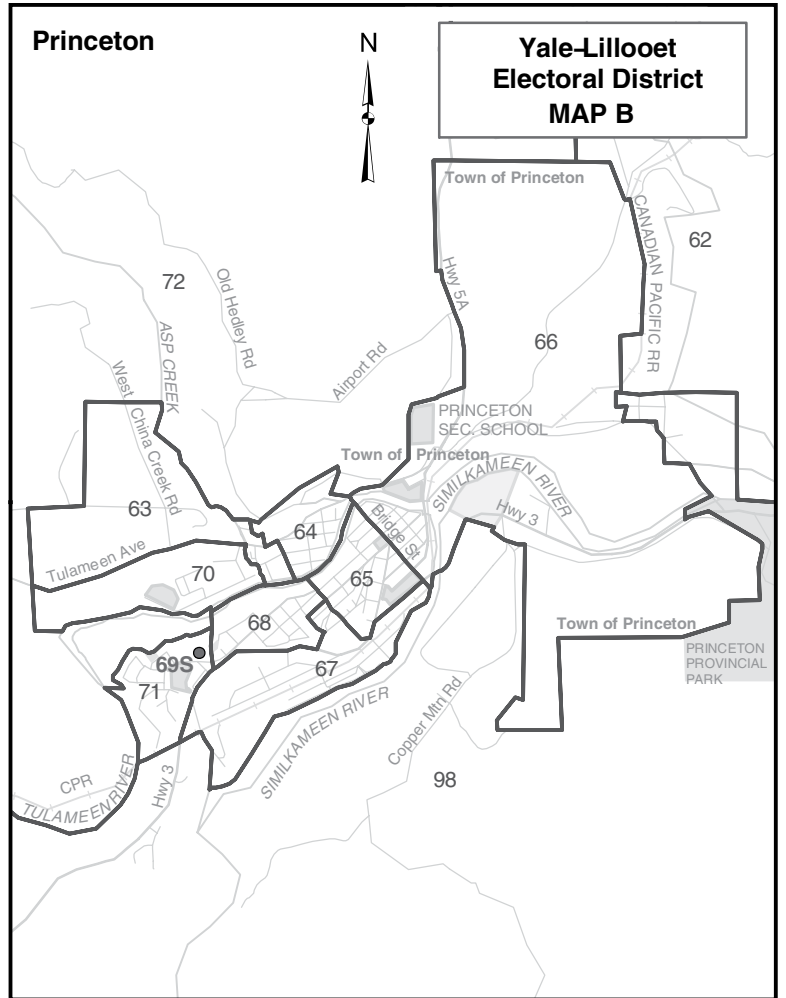 Princeton
N
Yale–Lillooet
Electoral District
MAP B
Town of Princeton
CANADIAN PACIFIC RR
62
72
Old Hedley Rd
Hwy 5A
66
ASP CREEK
Airport Rd
West China Creek Rd
PRINCETON
SEC. SCHOOL
Town of Princeton
SIMILKAMEEN RIVER
63
Hwy 3
64
Bridge St
Tulameen Ave
70
65
68
Town of Princeton
69S
67
PRINCETON
PROVINCIAL
PARK
71
SIMILKAMEEN RIVER
Copper Mtn Rd
98
CPR
TULAMEEN RIVER
Hwy 3